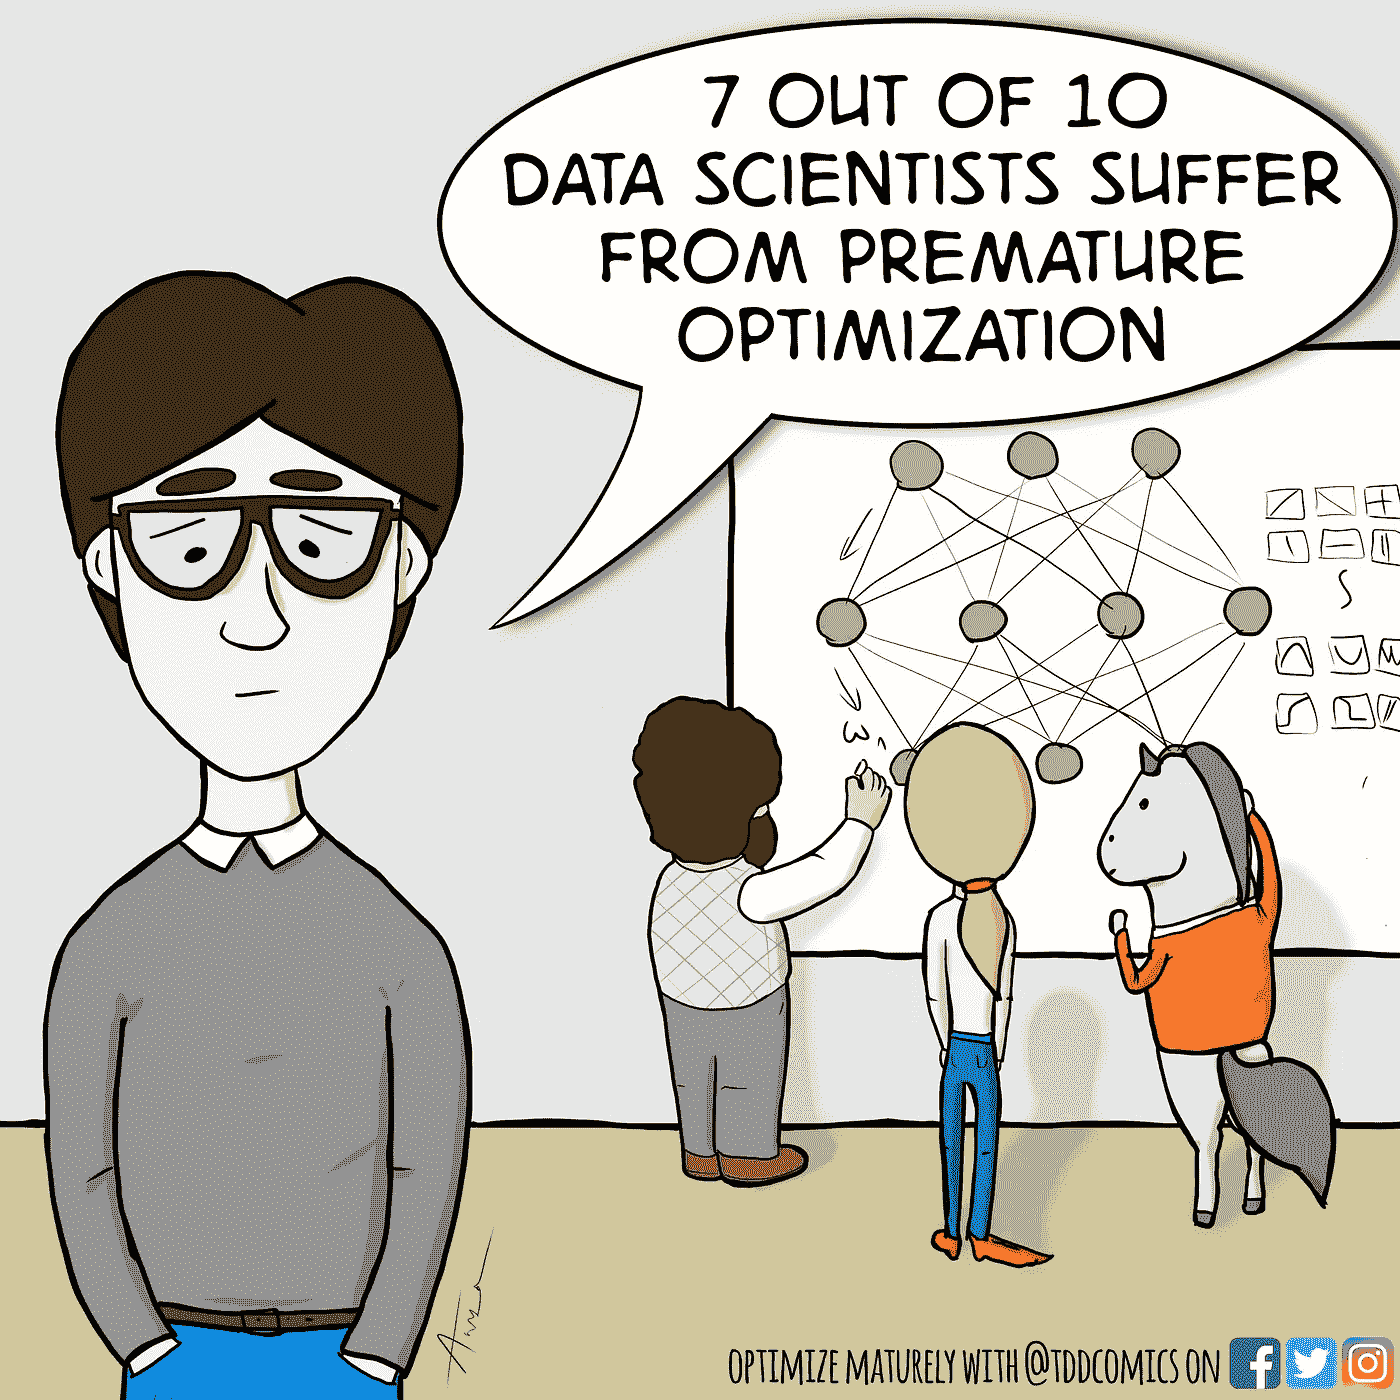 7 OUT OF 10
DATA SCIENTISTS SUFFER
FROM PREMATURE
OPTIMIZATION
OPTIMIZE MATURELY WITH @TDDCOMICS ON